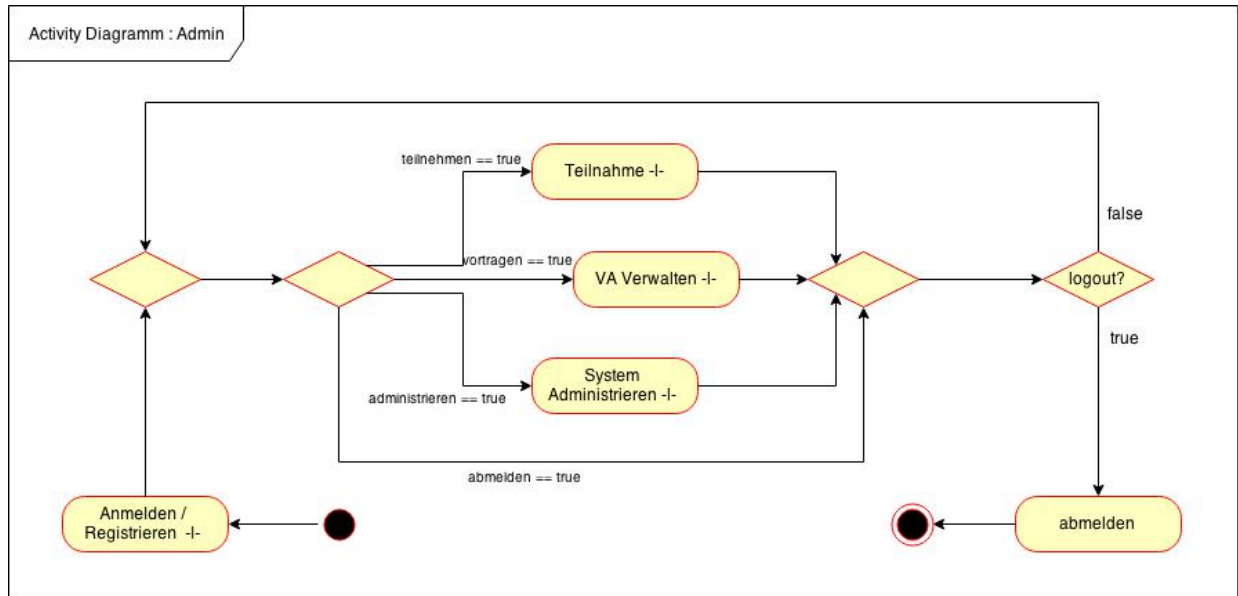 Activity Diagramm : Admin
teilnehmen == true
Teilnahme -I-
false
vortragen == true
VA Verwalten -I-
logout?
true
System
Administrieren -I-
administrieren == true
abmelden == true
Anmelden /
Registrieren -I-
abmelden